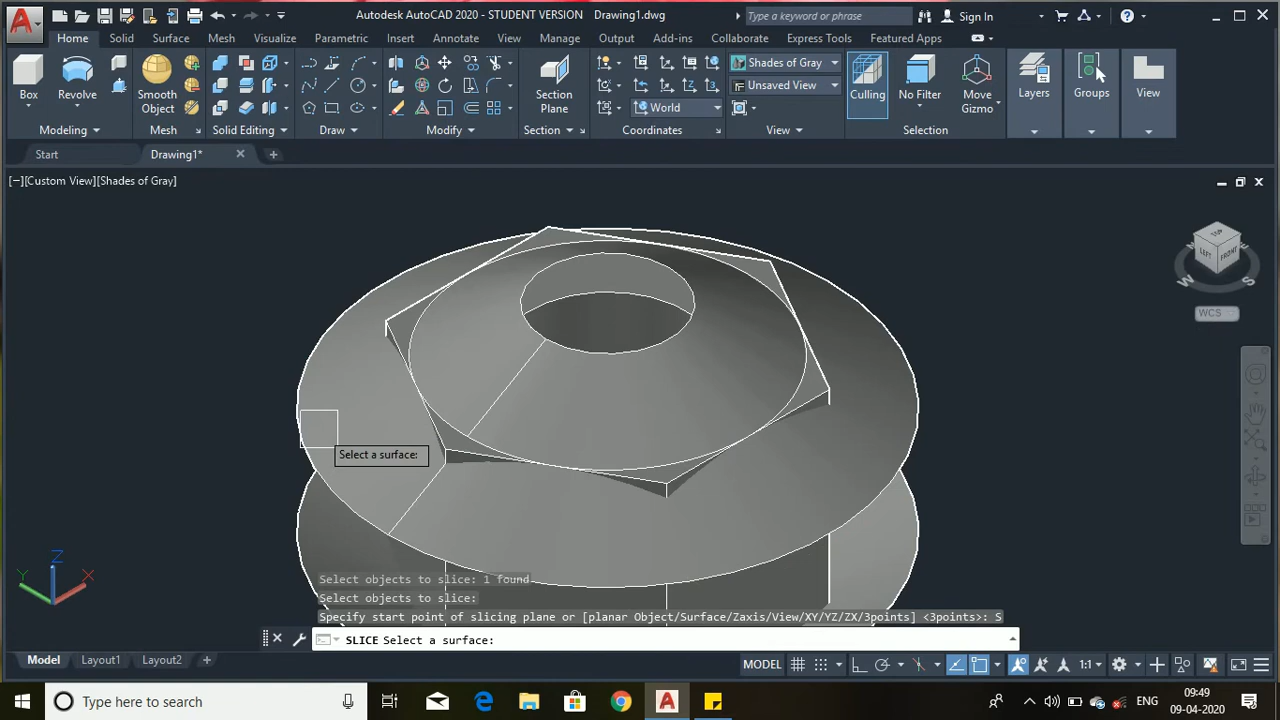 Autodesk AutoCAD 2020 - STUDENT VERSION Drawing1.dwg
Type a keyword or phrase
Sign In
Home Solid Surface Mesh Visualize Parametric Insert Annotate View Manage Output Add-ins Collaborate Express Tools Featured Apps
Box
Revolve
Smooth Object
Section Plane
Shades of Gray
Unsaved View
World
Culling
No Filter
Move Gizmo
Layers
Groups
View
Modeling Mesh Solid Editing Draw Modify Section Coordinates View Selection
Start Drawing1*
[−][Custom View][Shades of Gray]
TOP
LEFT FRONT
W S
WCS
Select a surface:
Z
Y X
Select objects to slice: 1 found
Select objects to slice:
Specify start point of slicing plane or [planar Object/Surface/Zaxis/View/XY/YZ/ZX/3points] <3points>: S
SLICE Select a surface:
Model Layout1 Layout2 +
MODEL 1:1
Type here to search
ENG
09:49
09-04-2020